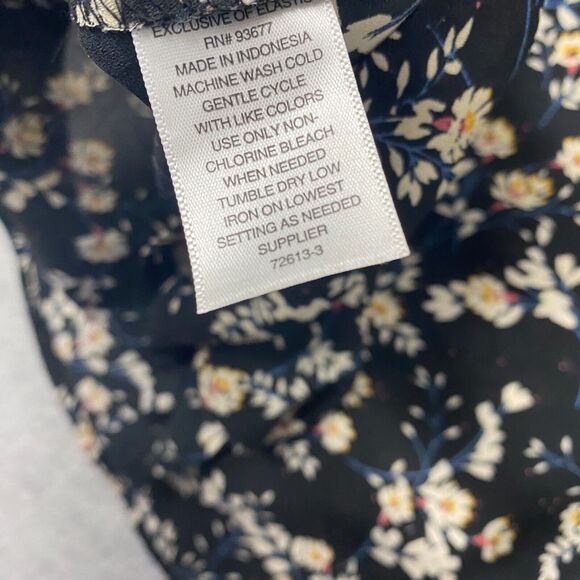 EXCLUSIVE OF ELASTIC
RN# 93677
MADE IN INDONESIA
MACHINE WASH COLD
GENTLE CYCLE
WITH LIKE COLORS
USE ONLY NON-
CHLORINE BLEACH
WHEN NEEDED
TUMBLE DRY LOW
IRON ON LOWEST
SETTING AS NEEDED
SUPPLIER
72613-3